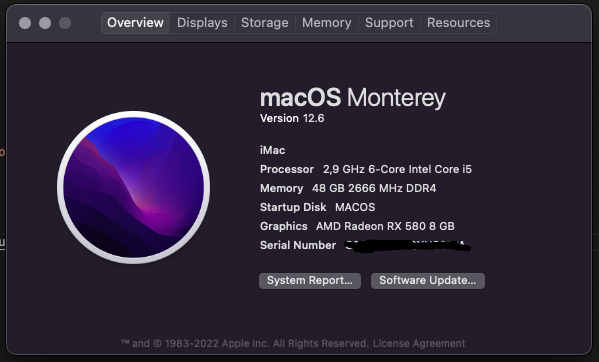 Overview Displays Storage Memory Support Resources
macOS Monterey
Version 12.6
iMac
Processor 2,9 GHz 6-Core Intel Core i5
Memory 48 GB 2666 MHz DDR4
Startup Disk MACOS
Graphics AMD Radeon RX 580 8 GB
Serial Number
System Report... Software Update...
™ and © 1983-2022 Apple Inc. All Rights Reserved. License Agreement